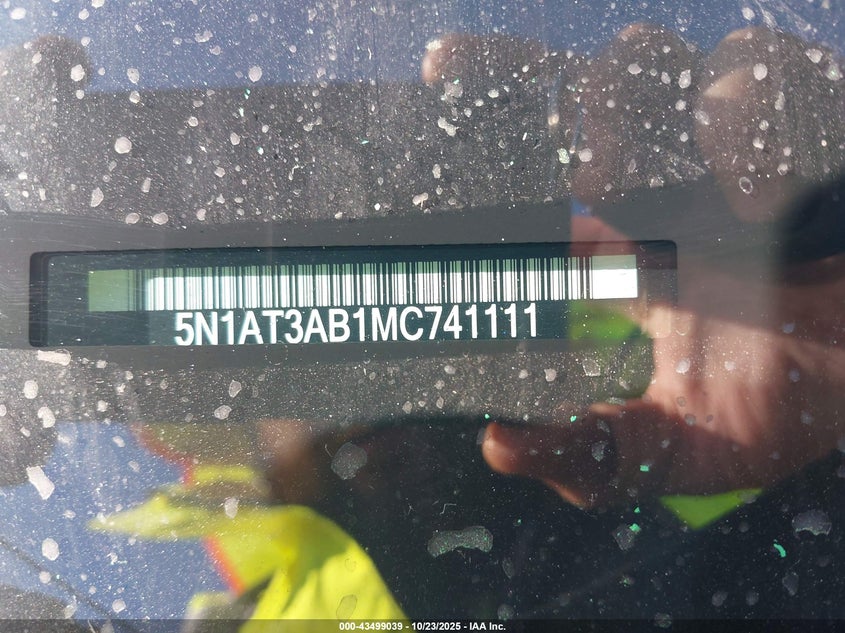 5N1AT3AB1MC741111
000-43499039 - 10/23/2025 - IAA Inc.